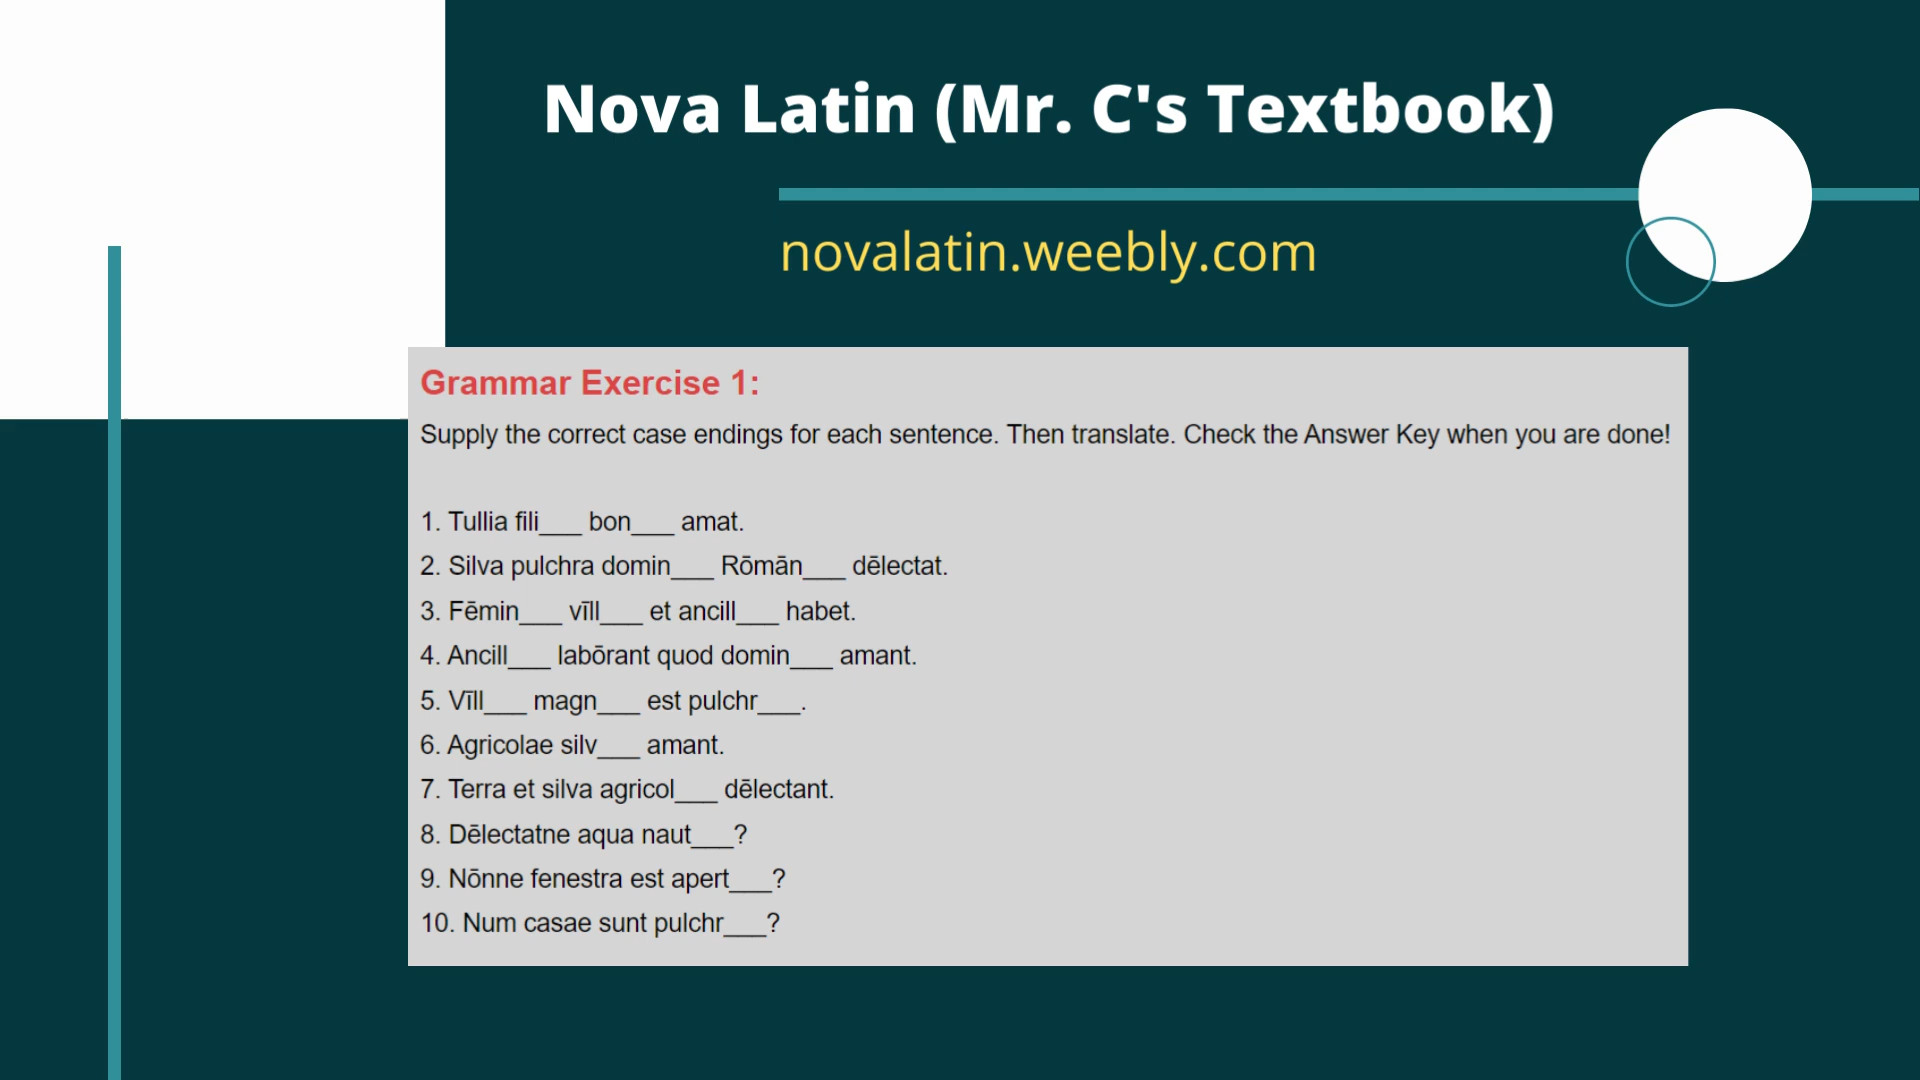 Nova Latin (Mr. C's Textbook)
novalatin.weebly.com
Grammar Exercise 1:
Supply the correct case endings for each sentence. Then translate. Check the Answer Key when you are done!
1. Tullia fili___ bon___ amat.
2. Silva pulchra domin___ Rōmān___ dēlectat.
3. Fēmin___ vīll___ et ancill___ habet.
4. Ancill___ labōrant quod domin___ amant.
5. Vīll___ magn___ est pulchr___.
6. Agricolae silv___ amant.
7. Terra et silva agricol___ dēlectant.
8. Dēlectatne aqua naut___?
9. Nōnne fenestra est apert___?
10. Num casae sunt pulchr___?